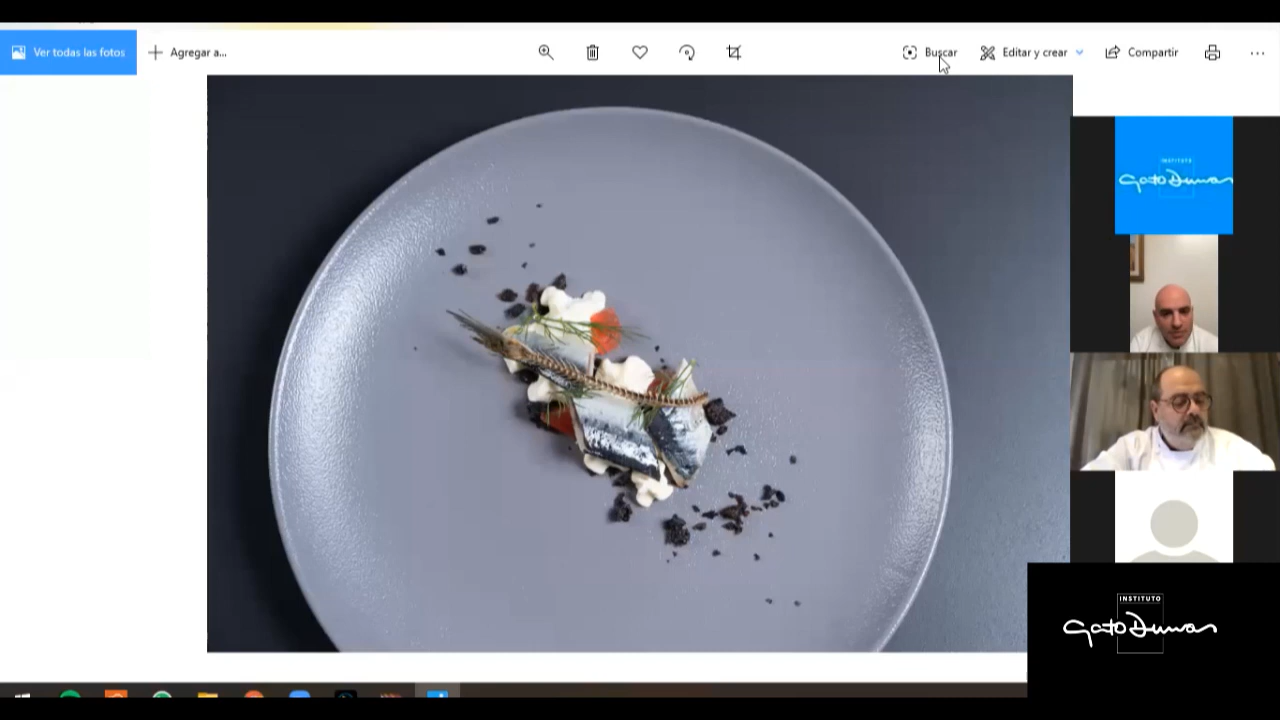 Ver todas las fotos
Agregar a...
Buscar
Editar y crear
Compartir
INSTITUTO
Gato Dumas
INSTITUTO
Gato Dumas